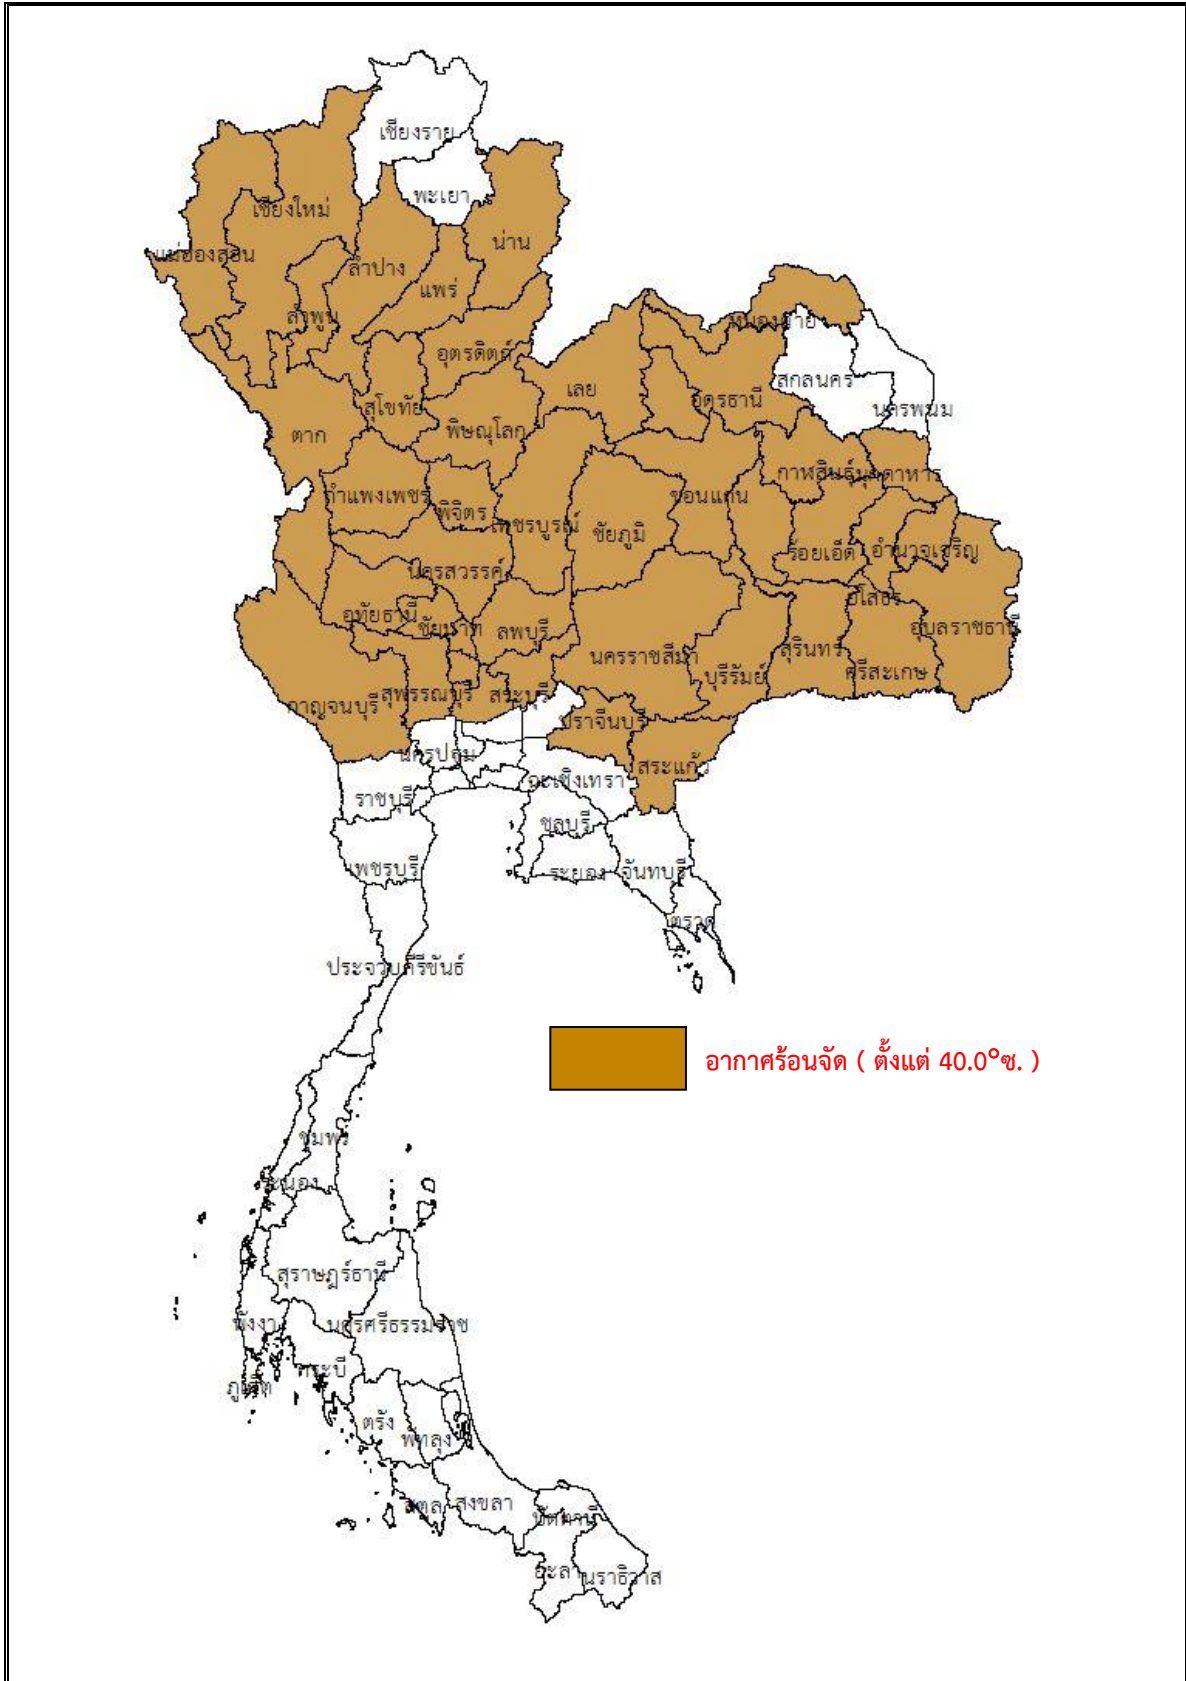 เชียงราย
พะเยา
เชียงใหม่
น่าน
แม่ฮ่องสอน
ลำปาง
แพร่
ลำพูน
หนองคาย
อุตรดิตถ์
สกลนคร
เลย
อุดรธานี
สุโขทัย
นครพนม
พิษณุโลก
ตาก
กาฬสินธุ์
มุกดาหาร
กำแพงเพชร
ขอนแก่น
พิจิตร
เพชรบูรณ์
ชัยภูมิ
ร้อยเอ็ด
อำนาจเจริญ
นครสวรรค์
ยโสธร
อุทัยธานี
ชัยนาท
ลพบุรี
อุบลราชธานี
สุรินทร์
นครราชสีมา
บุรีรัมย์
ศรีสะเกษ
สุพรรณบุรี
สระบุรี
กาญจนบุรี
ปราจีนบุรี
นครปฐม
สระแก้ว
ฉะเชิงเทรา
ราชบุรี
ชลบุรี
เพชรบุรี
ระยอง
จันทบุรี
ตราด
ประจวบคีรีขันธ์
อากาศร้อนจัด ( ตั้งแต่ 40.0°ซ. )
ชุมพร
ระนอง
สุราษฎร์ธานี
พังงา
นครศรีธรรมราช
กระบี่
ภูเก็ต
ตรัง
พัทลุง
สตูล
สงขลา
ปัตตานี
ยะลา
นราธิวาส